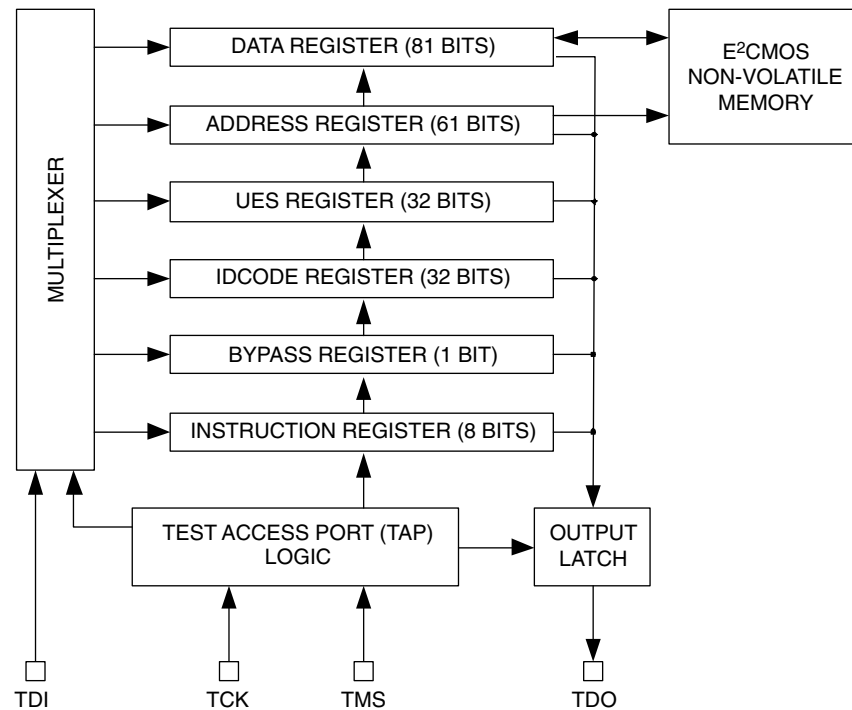 DATA REGISTER (81 BITS)
E²CMOS
NON-VOLATILE
MEMORY
ADDRESS REGISTER (61 BITS)
UES REGISTER (32 BITS)
MULTIPLEXER
IDCODE REGISTER (32 BITS)
BYPASS REGISTER (1 BIT)
INSTRUCTION REGISTER (8 BITS)
TEST ACCESS PORT (TAP)
LOGIC
OUTPUT
LATCH
TDI
TCK
TMS
TDO